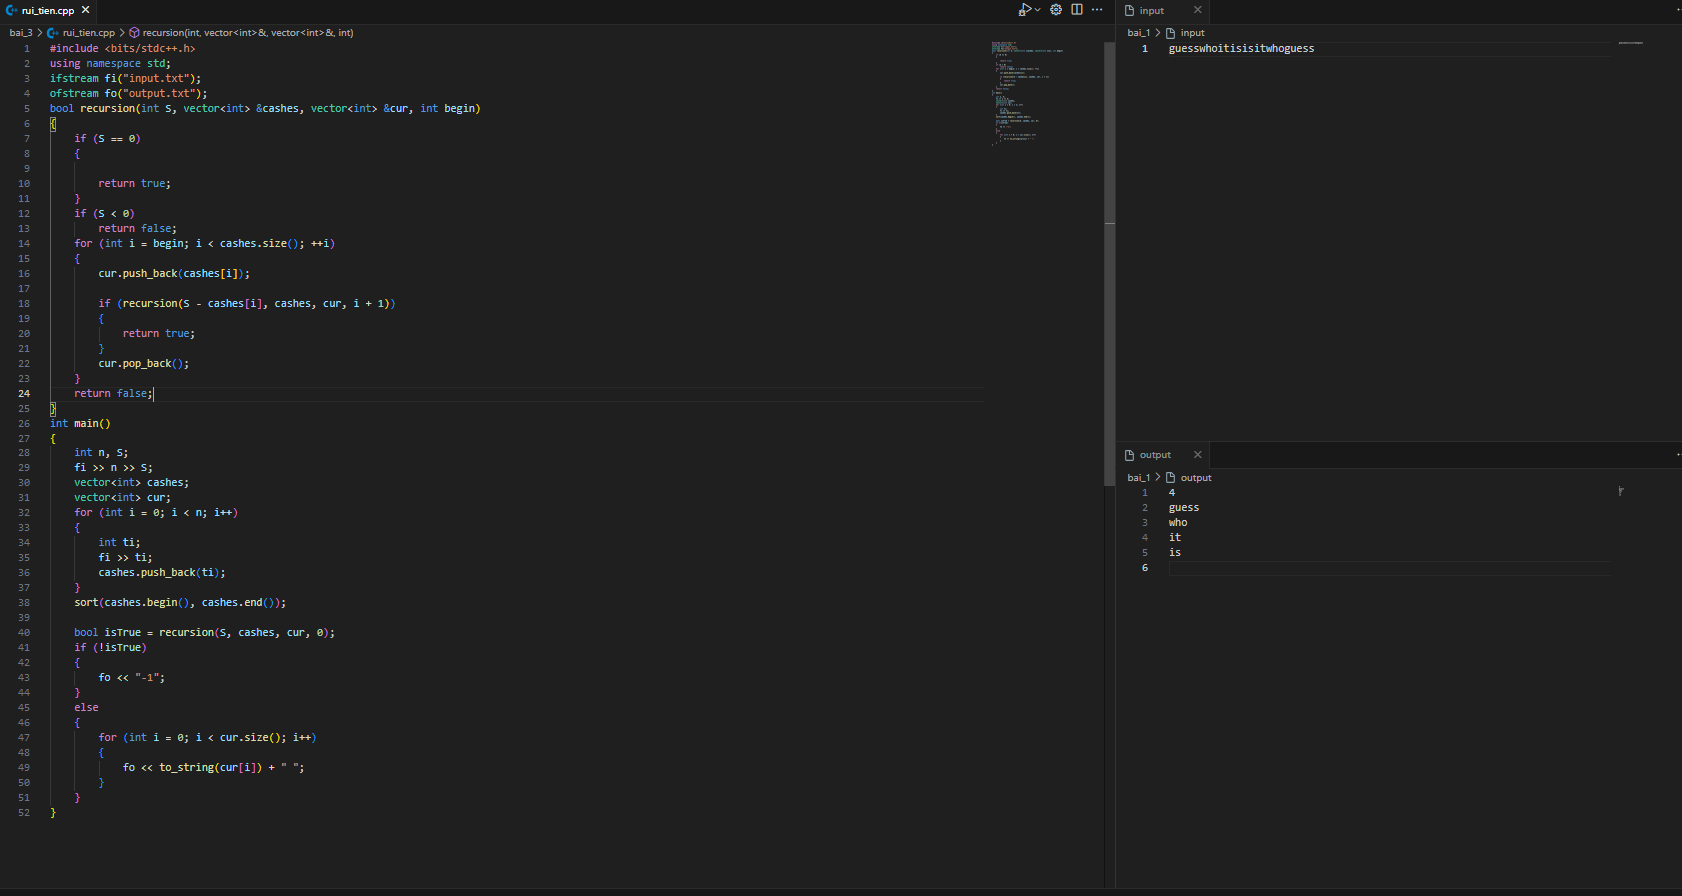 rui_tien.cpp
bai_3 > rui_tien.cpp > recursion(int, vector<int>&, vector<int>&, int)
1 #include <bits/stdc++.h>
2 using namespace std;
3 ifstream fi("input.txt");
4 ofstream fo("output.txt");
5 bool recursion(int S, vector<int> &cashes, vector<int> &cur, int begin)
6 {
7 if (S == 0)
8 {
9
10 return true;
11 }
12 if (S < 0)
13 return false;
14 for (int i = begin; i < cashes.size(); ++i)
15 {
16 cur.push_back(cashes[i]);
17
18 if (recursion(S - cashes[i], cashes, cur, i + 1))
19 {
20 return true;
21 }
22 cur.pop_back();
23 }
24 return false;
25 }
26 int main()
27 {
28 int n, S;
29 fi >> n >> S;
30 vector<int> cashes;
31 vector<int> cur;
32 for (int i = 0; i < n; i++)
33 {
34 int ti;
35 fi >> ti;
36 cashes.push_back(ti);
37 }
38 sort(cashes.begin(), cashes.end());
39
40 bool isTrue = recursion(S, cashes, cur, 0);
41 if (!isTrue)
42 {
43 fo << "-1";
44 }
45 else
46 {
47 for (int i = 0; i < cur.size(); i++)
48 {
49 fo << to_string(cur[i]) + " ";
50 }
51 }
52 }
input
bai_1 > input
1 guesswhoitisisitwhoguess
output
bai_1 > output
1 4
2 guess
3 who
4 it
5 is
6